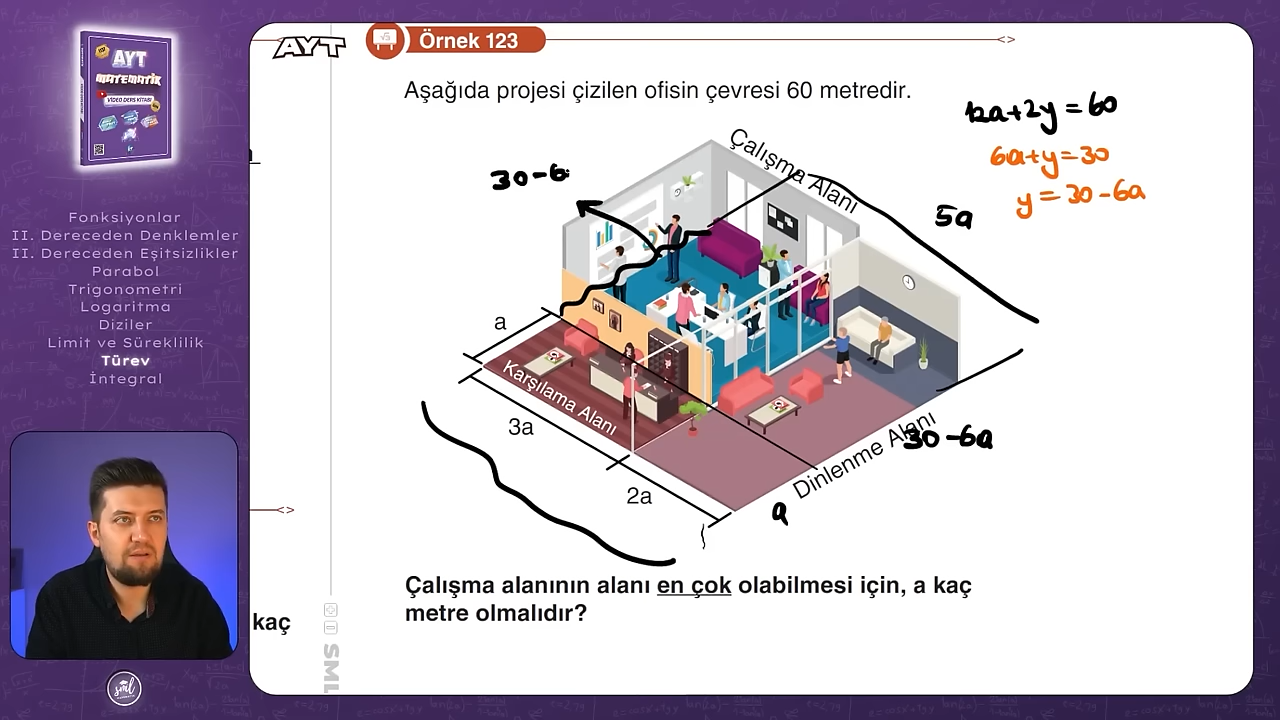 AYT
MATEMATİK
VİDEO DERS KİTABI
Fonksiyonlar
II. Dereceden Denklemler
II. Dereceden Eşitsizlikler
Parabol
Trigonometri
Logaritma
Diziler
Limit ve Süreklilik
Türev
İntegral
sml
kaç
SML
AYT
√5
Örnek 123
Aşağıda projesi çizilen ofisin çevresi 60 metredir.
12a+2y=60
6a+y=30
y=30-6a
Çalışma Alanı
30-6
5a
a
Karşılama Alanı
3a
2a
Dinlenme Alanı
30-6a
a
Çalışma alanının alanı en çok olabilmesi için, a kaç
metre olmalıdır?